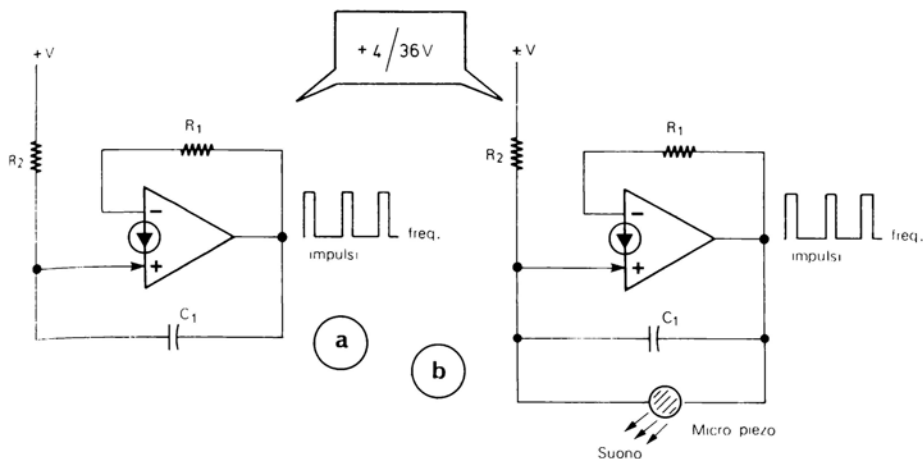 + 4/36 V
+ V
R2
R1
−
+
C1
impulsi
freq.
a
+ V
R2
R1
−
+
C1
impulsi
freq.
b
Micro piezo
Suono